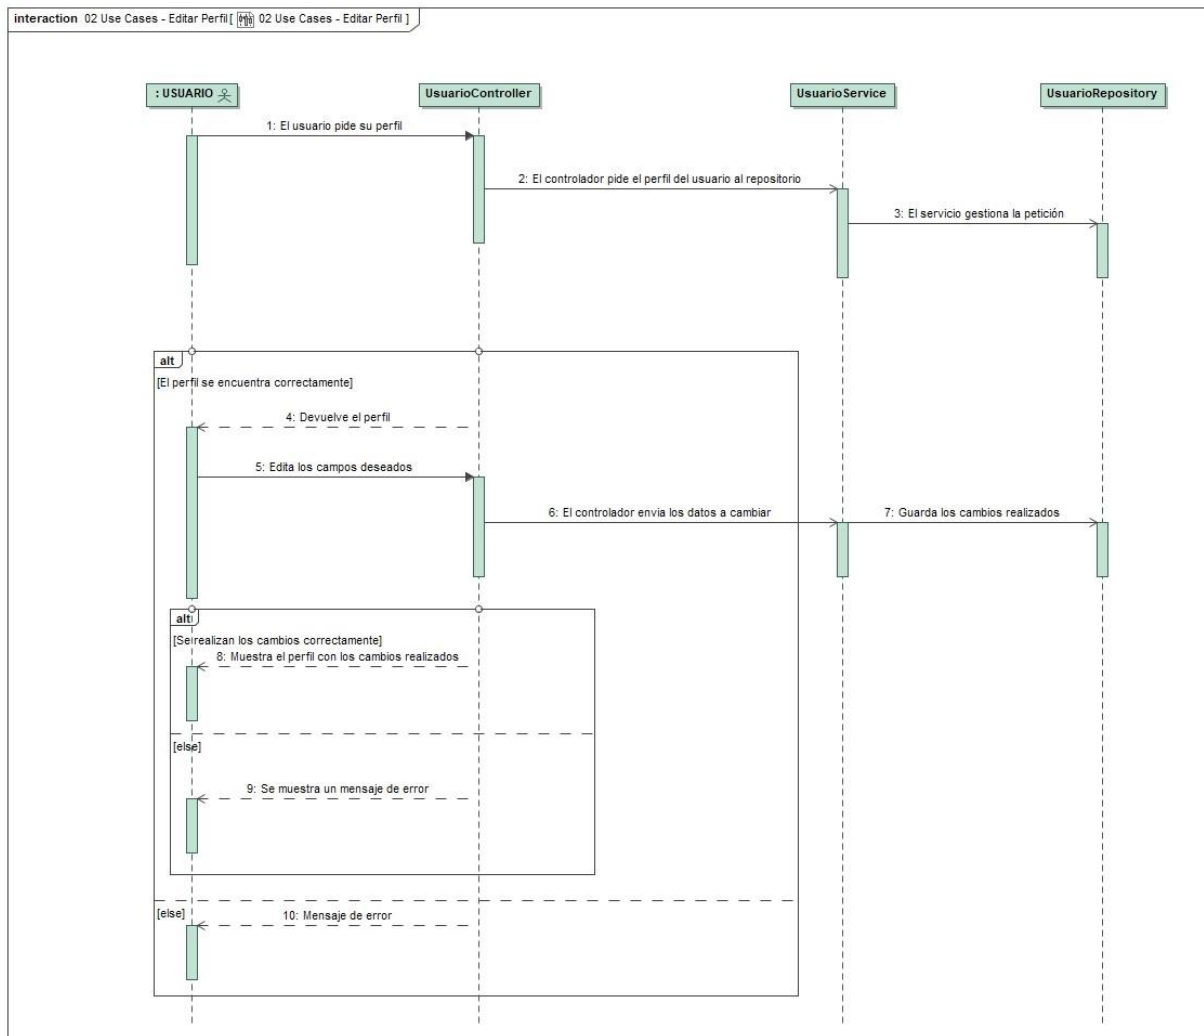 interaction 02 Use Cases - Editar Perfil[ 02 Use Cases - Editar Perfil ]
: USUARIO
UsuarioController
UsuarioService
UsuarioRepository
1: El usuario pide su perfil
2: El controlador pide el perfil del usuario al repositorio
3: El servicio gestiona la petición
alt
[El perfil se encuentra correctamente]
4: Devuelve el perfil
5: Edita los campos deseados
6: El controlador envia los datos a cambiar
7: Guarda los cambios realizados
alt
[Se realizan los cambios correctamente]
8: Muestra el perfil con los cambios realizados
[else]
9: Se muestra un mensaje de error
[else]
10: Mensaje de error